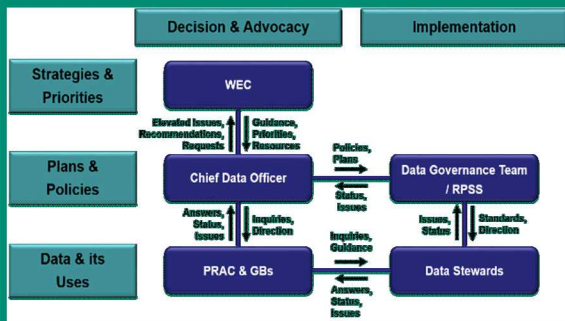 Decision & Advocacy
Implementation
Strategies &
Priorities
WEC
Elevated Issues,
Recommendations,
Requests
Guidance,
Priorities,
Resources
Plans &
Policies
Chief Data Officer
Policies,
Plans
Status,
Issues
Data Governance Team
/ RPSS
Answers,
Status,
Issues
Inquiries,
Direction
Issues,
Status
Standards,
Direction
Data & its
Uses
PRAC & GBs
Inquiries,
Guidance
Answers,
Status,
Issues
Data Stewards